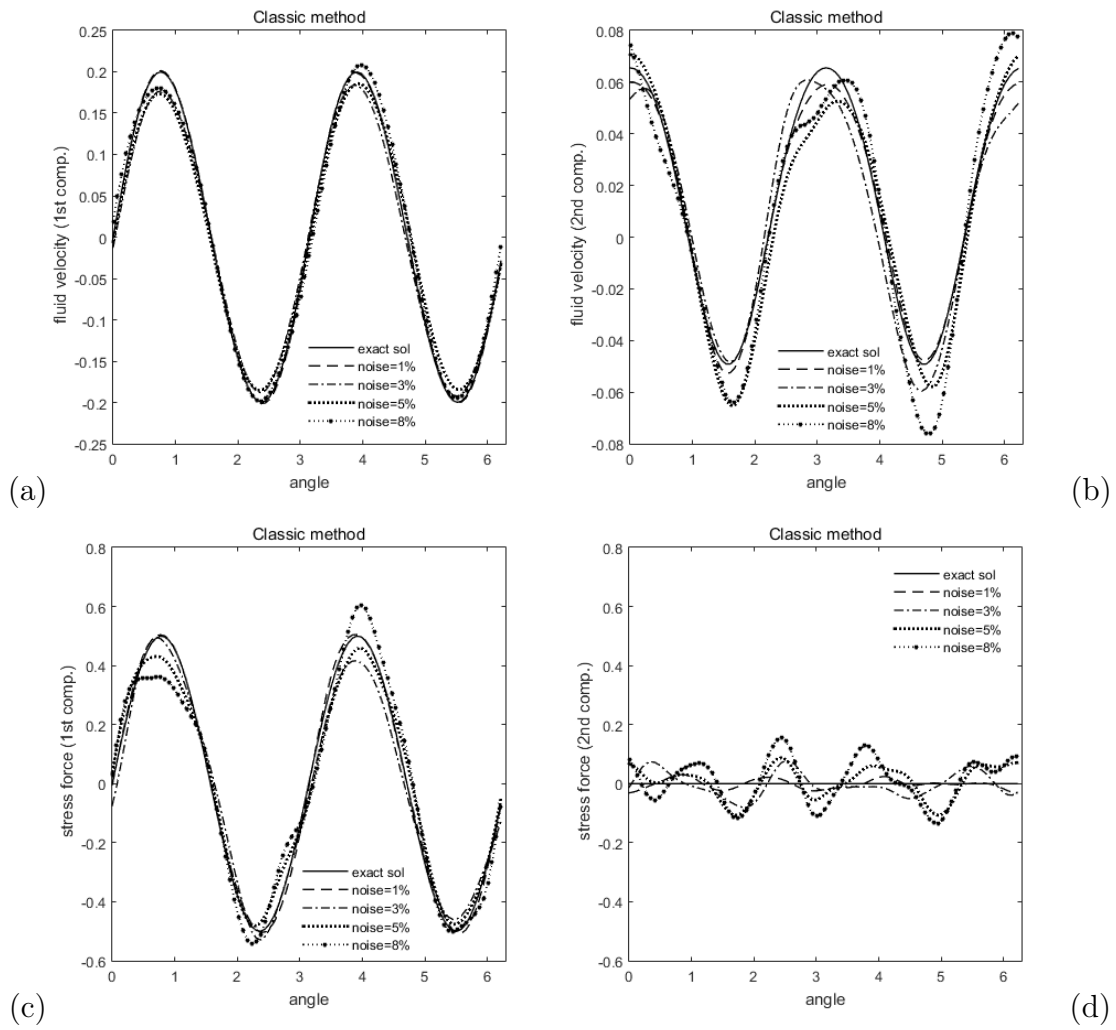 Classic method
0.25
0.2
0.15
0.1
0.05
0
-0.05
-0.1
-0.15
-0.2
-0.25
fluid velocity (1st comp.)
exact sol
noise=1%
noise=3%
noise=5%
noise=8%
0 1 2 3 4 5 6
angle
(a)
Classic method
0.08
0.06
0.04
0.02
0
-0.02
-0.04
-0.06
-0.08
fluid velocity (2nd comp.)
exact sol
noise=1%
noise=3%
noise=5%
noise=8%
0 1 2 3 4 5 6
angle
(b)
Classic method
0.8
0.6
0.4
0.2
0
-0.2
-0.4
-0.6
stress force (1st comp.)
exact sol
noise=1%
noise=3%
noise=5%
noise=8%
0 1 2 3 4 5 6
angle
(c)
Classic method
0.8
0.6
0.4
0.2
0
-0.2
-0.4
-0.6
stress force (2nd comp.)
exact sol
noise=1%
noise=3%
noise=5%
noise=8%
0 1 2 3 4 5 6
angle
(d)